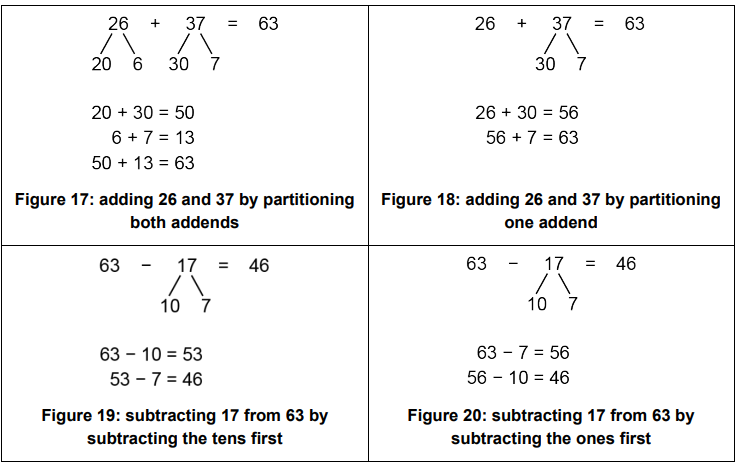 26 + 37 = 63
20 6 30 7
20 + 30 = 50
6 + 7 = 13
50 + 13 = 63
Figure 17: adding 26 and 37 by partitioning
both addends
26 + 37 = 63
30 7
26 + 30 = 56
56 + 7 = 63
Figure 18: adding 26 and 37 by partitioning
one addend
63 − 17 = 46
10 7
63 − 10 = 53
53 − 7 = 46
Figure 19: subtracting 17 from 63 by
subtracting the tens first
63 − 17 = 46
10 7
63 − 7 = 56
56 − 10 = 46
Figure 20: subtracting 17 from 63 by
subtracting the ones first